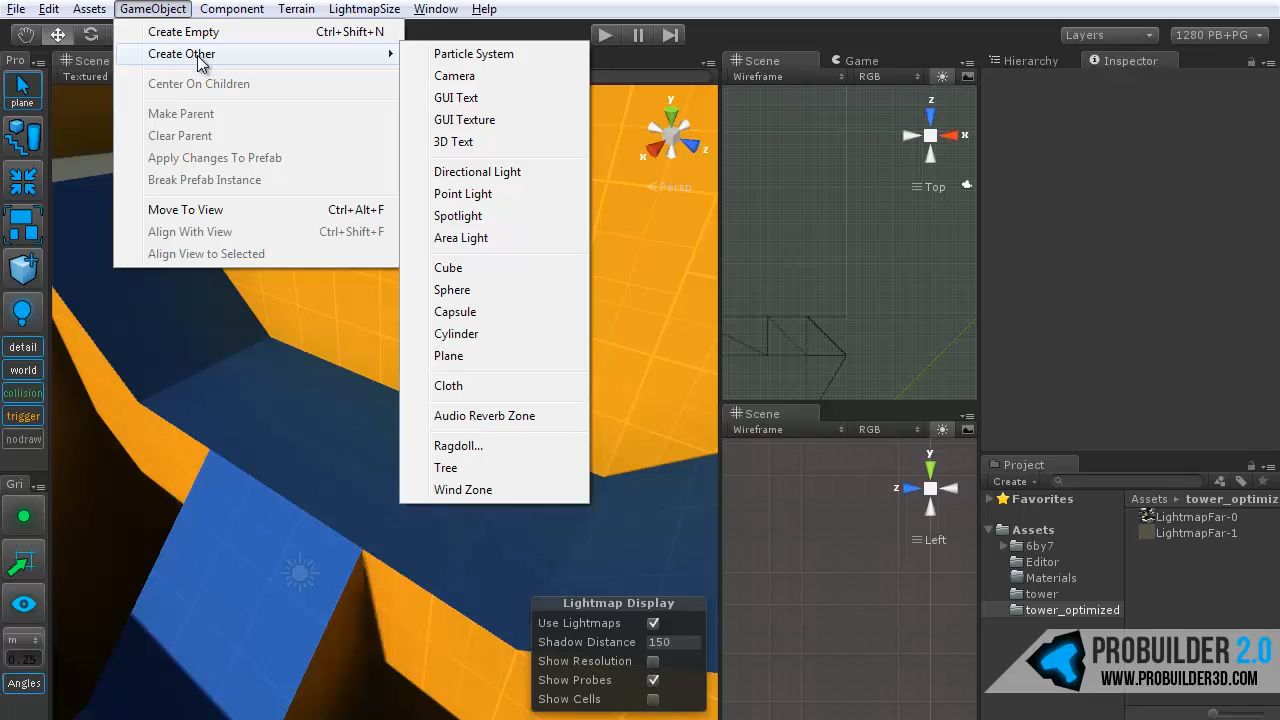 File Edit Assets GameObject Component Terrain LightmapSize Window Help
Create Empty Ctrl+Shift+N
Create Other
Center On Children
Make Parent
Clear Parent
Apply Changes To Prefab
Break Prefab Instance
Move To View Ctrl+Alt+F
Align With View Ctrl+Shift+F
Align View to Selected
Particle System
Camera
GUI Text
GUI Texture
3D Text
Directional Light
Point Light
Spotlight
Area Light
Cube
Sphere
Capsule
Cylinder
Plane
Cloth
Audio Reverb Zone
Ragdoll...
Tree
Wind Zone
Layers
1280 PB+PG
Pro
Scene
Textured
plane
detail
world
collision
trigger
nodraw
Gri
m
0.25
Angles
y
x
z
Persp
Scene Game
Wireframe RGB
z
x
Top
Scene
Wireframe RGB
y
z
Left
Lightmap Display
Use Lightmaps
Shadow Distance 150
Show Resolution
Show Probes
Show Cells
Hierarchy Inspector
Project
Create
Favorites
Assets
6by7
Editor
Materials
tower
tower_optimized
Assets tower_optimiz
LightmapFar-0
LightmapFar-1
PROBUILDER 2.0
WWW.PROBUILDER3D.COM